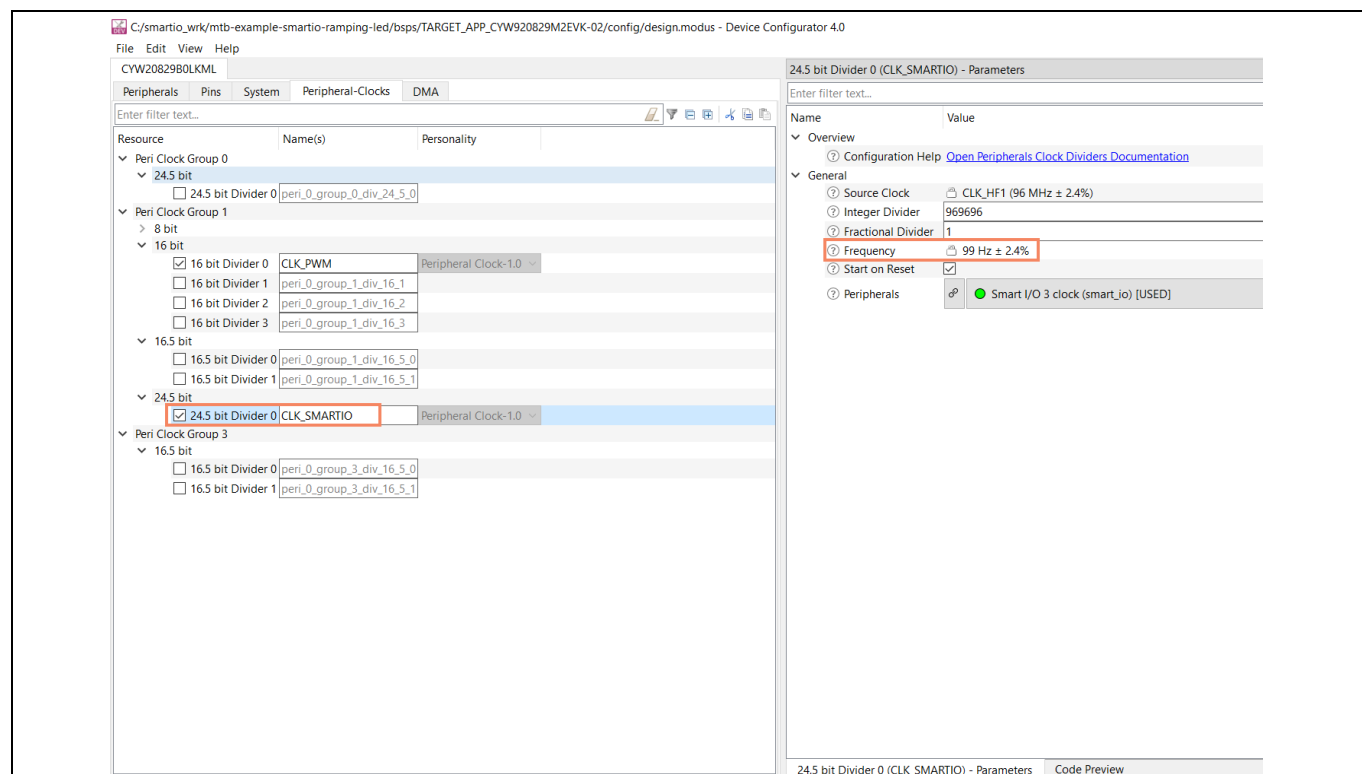 C:/smartio_wrk/mtb-example-smartio-ramping-led/bsps/TARGET_APP_CYW920829M2EVK-02/config/design.modus - Device Configurator 4.0
File Edit View Help
CYW20829B0LKML
Peripherals Pins System Peripheral-Clocks DMA
Enter filter text...
Resource Name(s) Personality
Peri Clock Group 0
24.5 bit
24.5 bit Divider 0 peri_0_group_0_div_24_5_0
Peri Clock Group 1
8 bit
16 bit
16 bit Divider 0 CLK_PWM Peripheral Clock-1.0
16 bit Divider 1 peri_0_group_1_div_16_1
16 bit Divider 2 peri_0_group_1_div_16_2
16 bit Divider 3 peri_0_group_1_div_16_3
16.5 bit
16.5 bit Divider 0 peri_0_group_1_div_16_5_0
16.5 bit Divider 1 peri_0_group_1_div_16_5_1
24.5 bit
24.5 bit Divider 0 CLK_SMARTIO Peripheral Clock-1.0
Peri Clock Group 3
16.5 bit
16.5 bit Divider 0 peri_0_group_3_div_16_5_0
16.5 bit Divider 1 peri_0_group_3_div_16_5_1
24.5 bit Divider 0 (CLK_SMARTIO) - Parameters
Enter filter text...
Name Value
Overview
Configuration Help Open Peripherals Clock Dividers Documentation
General
Source Clock CLK_HF1 (96 MHz ± 2.4%)
Integer Divider 969696
Fractional Divider 1
Frequency 99 Hz ± 2.4%
Start on Reset
Peripherals Smart I/O 3 clock (smart_io) [USED]
24.5 bit Divider 0 (CLK_SMARTIO) - Parameters Code Preview